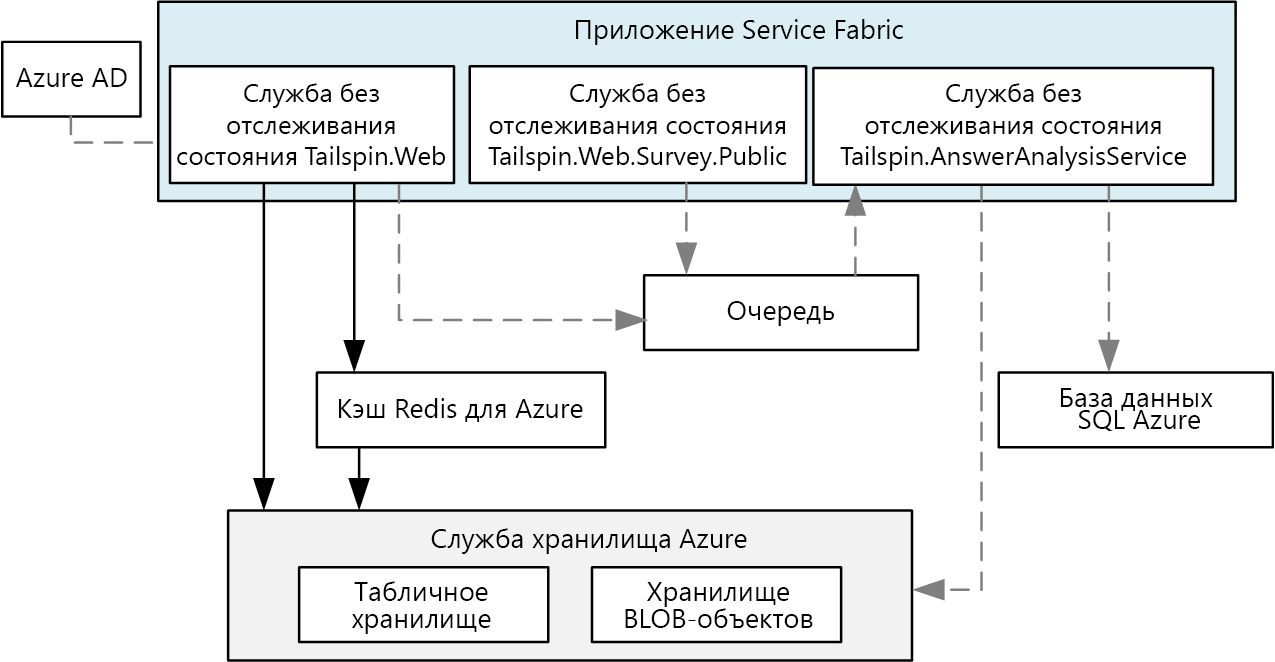 Приложение Service Fabric
Azure AD
Служба без
отслеживания
состояния Tailspin.Web
Служба без
отслеживания состояния
Tailspin.Web.Survey.Public
Служба без
отслеживания состояния
Tailspin.AnswerAnalysisService
Очередь
Кэш Redis для Azure
База данных
SQL Azure
Служба хранилища Azure
Табличное
хранилище
Хранилище
BLOB-объектов